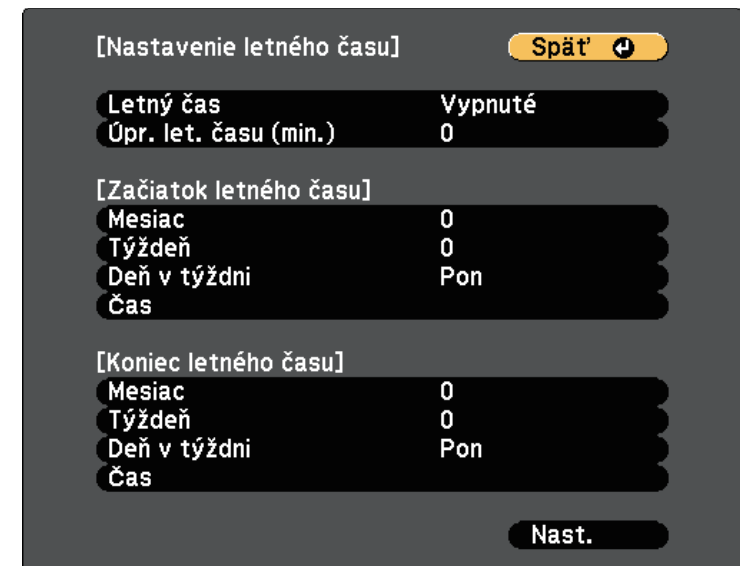 [Nastavenie letného času] Späť
Letný čas Vypnuté
Úpr. let. času (min.) 0
[Začiatok letného času]
Mesiac 0
Týždeň 0
Deň v týždni Pon
Čas
[Koniec letného času]
Mesiac 0
Týždeň 0
Deň v týždni Pon
Čas
Nast.